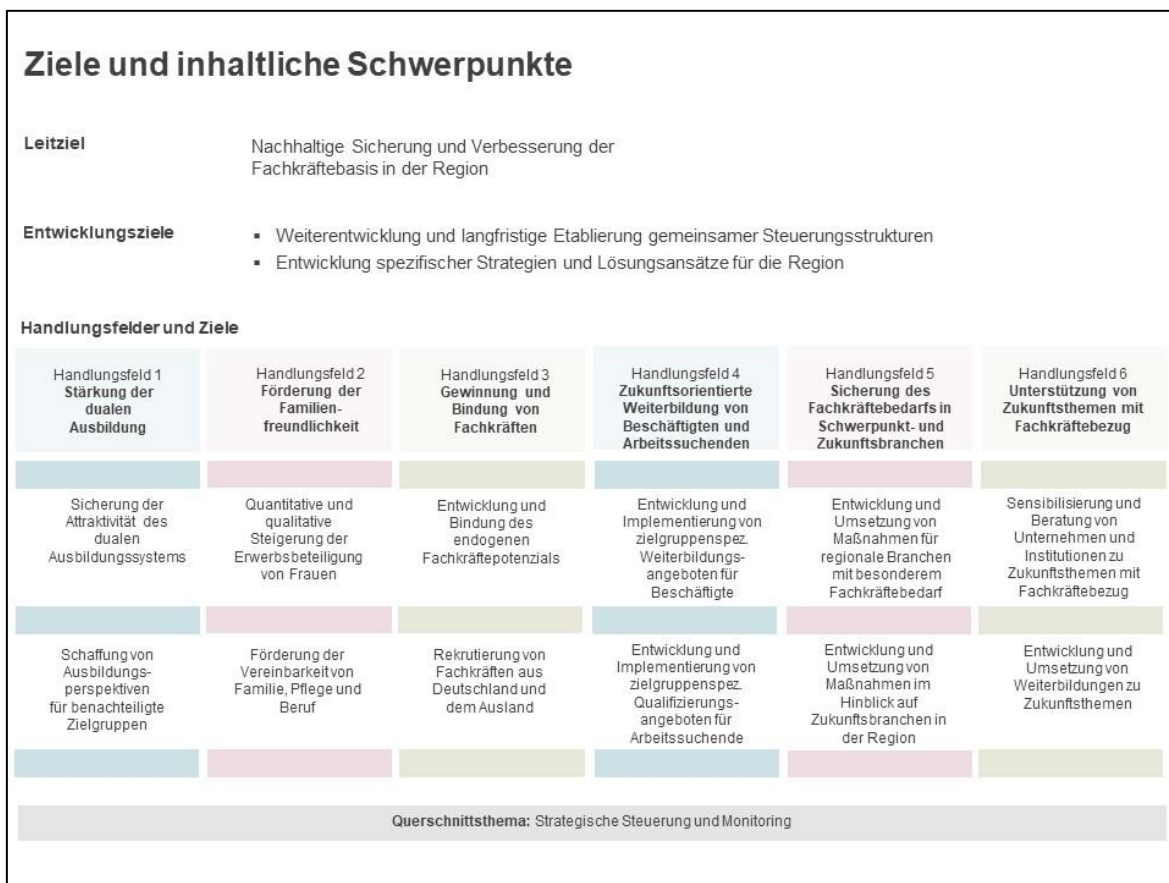 Ziele und inhaltliche Schwerpunkte
Leitziel
Nachhaltige Sicherung und Verbesserung der
Fachkräftebasis in der Region
Entwicklungsziele
▪ Weiterentwicklung und langfristige Etablierung gemeinsamer Steuerungsstrukturen
▪ Entwicklung spezifischer Strategien und Lösungsansätze für die Region
Handlungsfelder und Ziele
Handlungsfeld 1
Stärkung der
dualen
Ausbildung
Handlungsfeld 2
Förderung der
Familien-
freundlichkeit
Handlungsfeld 3
Gewinnung und
Bindung von
Fachkräften
Handlungsfeld 4
Zukunftsorientierte
Weiterbildung von
Beschäftigten und
Arbeitssuchenden
Handlungsfeld 5
Sicherung des
Fachkräftebedarfs in
Schwerpunkt- und
Zukunftsbranchen
Handlungsfeld 6
Unterstützung von
Zukunftsthemen mit
Fachkräftebezug
Sicherung der
Attraktivität des
dualen
Ausbildungssystems
Quantitative und
qualitative
Steigerung der
Erwerbsbeteiligung
von Frauen
Entwicklung und
Bindung des
endogenen
Fachkräftepotenzials
Entwicklung und
Implementierung von
zielgruppenspez.
Weiterbildungs-
angeboten für
Beschäftigte
Entwicklung und
Umsetzung von
Maßnahmen für
regionale Branchen
mit besonderem
Fachkräftebedarf
Sensibilisierung und
Beratung von
Unternehmen und
Institutionen zu
Zukunftsthemen mit
Fachkräftebezug
Schaffung von
Ausbildungs-
perspektiven
für benachteiligte
Zielgruppen
Förderung der
Vereinbarkeit von
Familie, Pflege und
Beruf
Rekrutierung von
Fachkräften aus
Deutschland und
dem Ausland
Entwicklung und
Implementierung von
zielgruppenspez.
Qualifizierungs-
angeboten für
Arbeitssuchende
Entwicklung und
Umsetzung von
Maßnahmen im
Hinblick auf
Zukunftsbranchen in
der Region
Entwicklung und
Umsetzung von
Weiterbildungen zu
Zukunftsthemen
Querschnittsthema: Strategische Steuerung und Monitoring